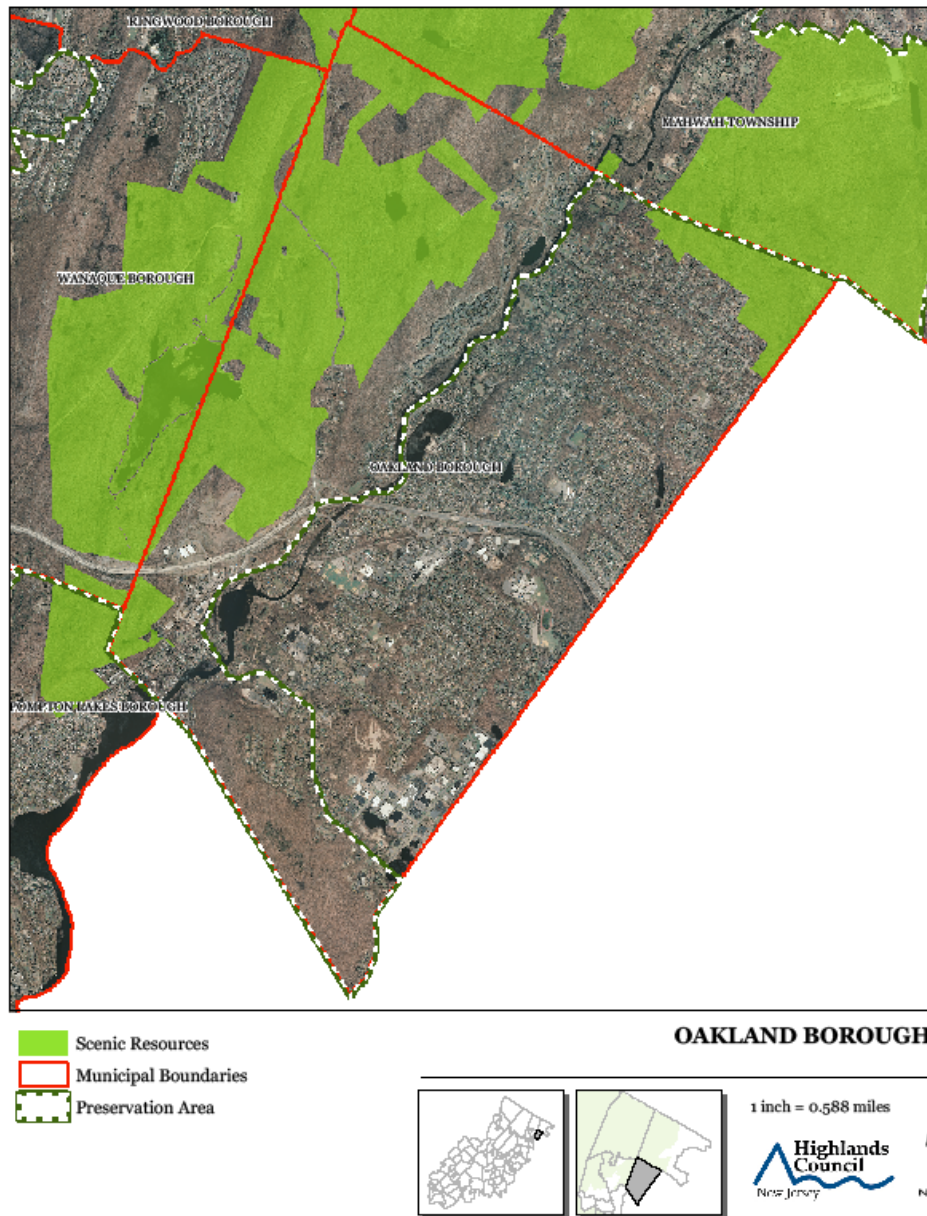 RINGWOOD BOROUGH
MAHWAH TOWNSHIP
WANAQUE BOROUGH
OAKLAND BOROUGH
POMPTON LAKES BOROUGH
Scenic Resources
Municipal Boundaries
Preservation Area
OAKLAND BOROUGH
1 inch = 0.588 miles
Highlands
Council
New Jersey
N